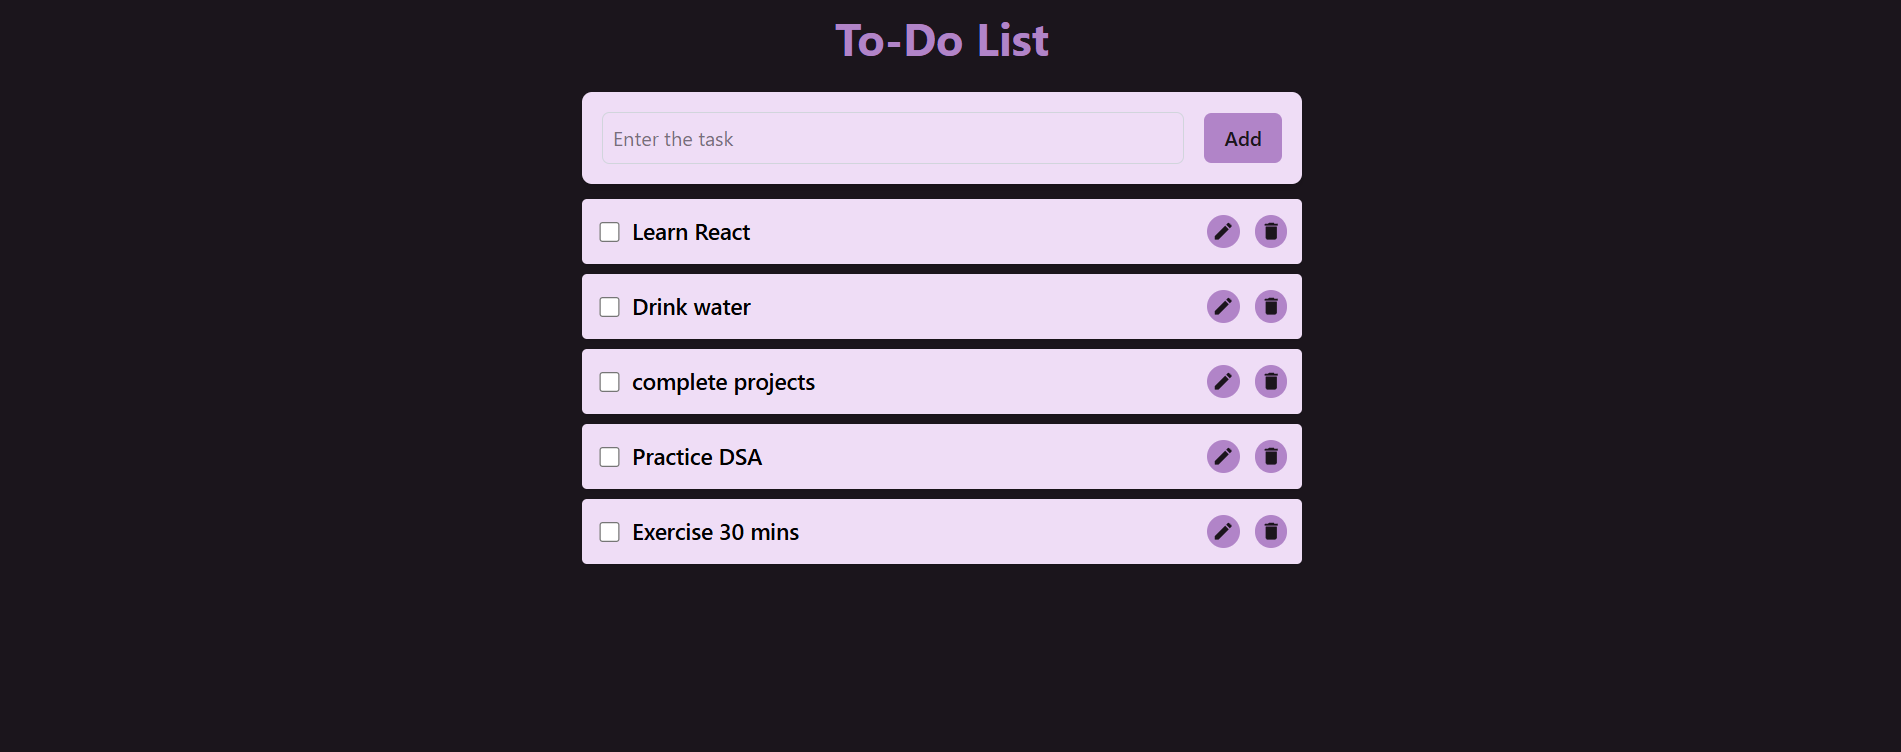 To-Do List
Enter the task
Add
Learn React
Drink water
complete projects
Practice DSA
Exercise 30 mins